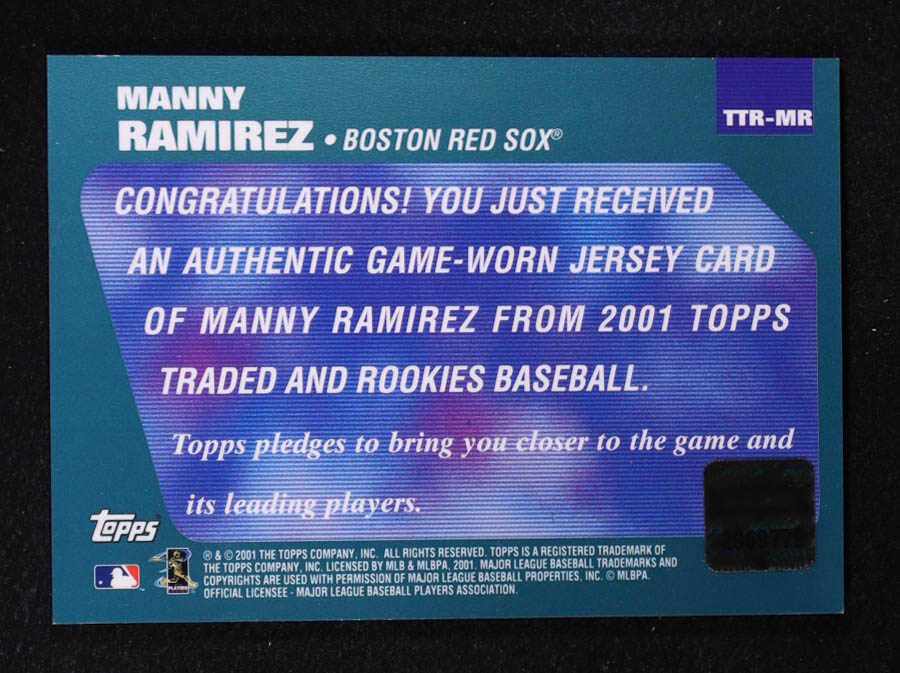 MANNY
RAMIREZ • BOSTON RED SOX®
TTR-MR
CONGRATULATIONS! YOU JUST RECEIVED
AN AUTHENTIC GAME-WORN JERSEY CARD
OF MANNY RAMIREZ FROM 2001 TOPPS
TRADED AND ROOKIES BASEBALL.
Topps pledges to bring you closer to the game and
its leading players.
Topps
® & © 2001 THE TOPPS COMPANY, INC. ALL RIGHTS RESERVED. TOPPS IS A REGISTERED TRADEMARK OF
THE TOPPS COMPANY, INC. LICENSED BY MLB & MLBPA, 2001. MAJOR LEAGUE BASEBALL TRADEMARKS AND
COPYRIGHTS ARE USED WITH PERMISSION OF MAJOR LEAGUE BASEBALL PROPERTIES, INC. © MLBPA.
OFFICIAL LICENSEE - MAJOR LEAGUE BASEBALL PLAYERS ASSOCIATION.
PLAYERS